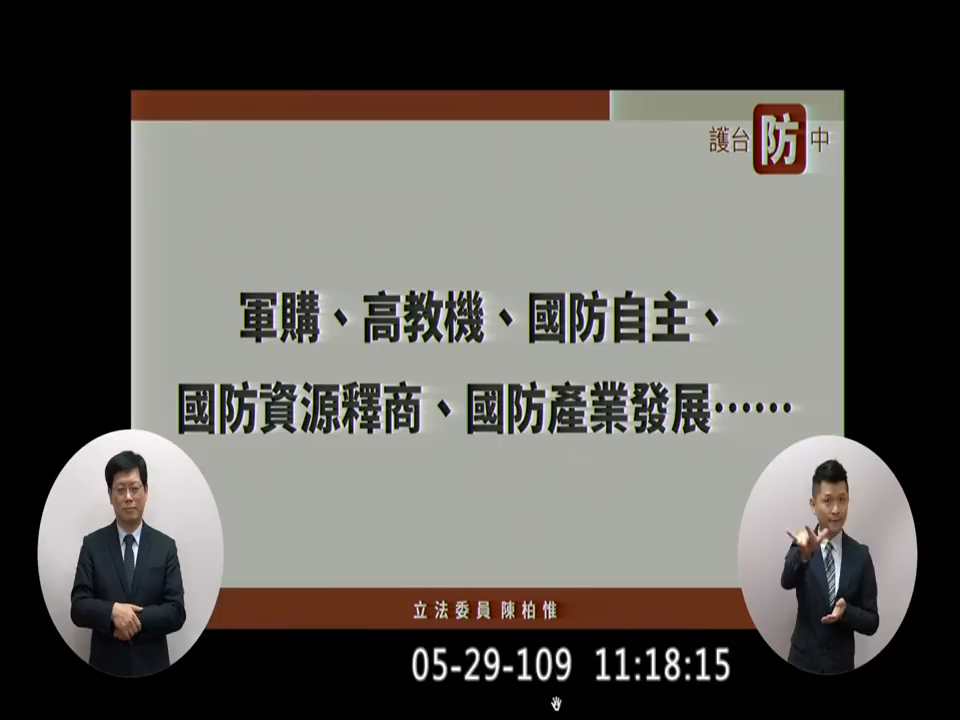 護台防中
軍購、高教機、國防自主、
國防資源釋商、國防產業發展⋯⋯
立法委員 陳柏惟
05-29-109 11:18:15